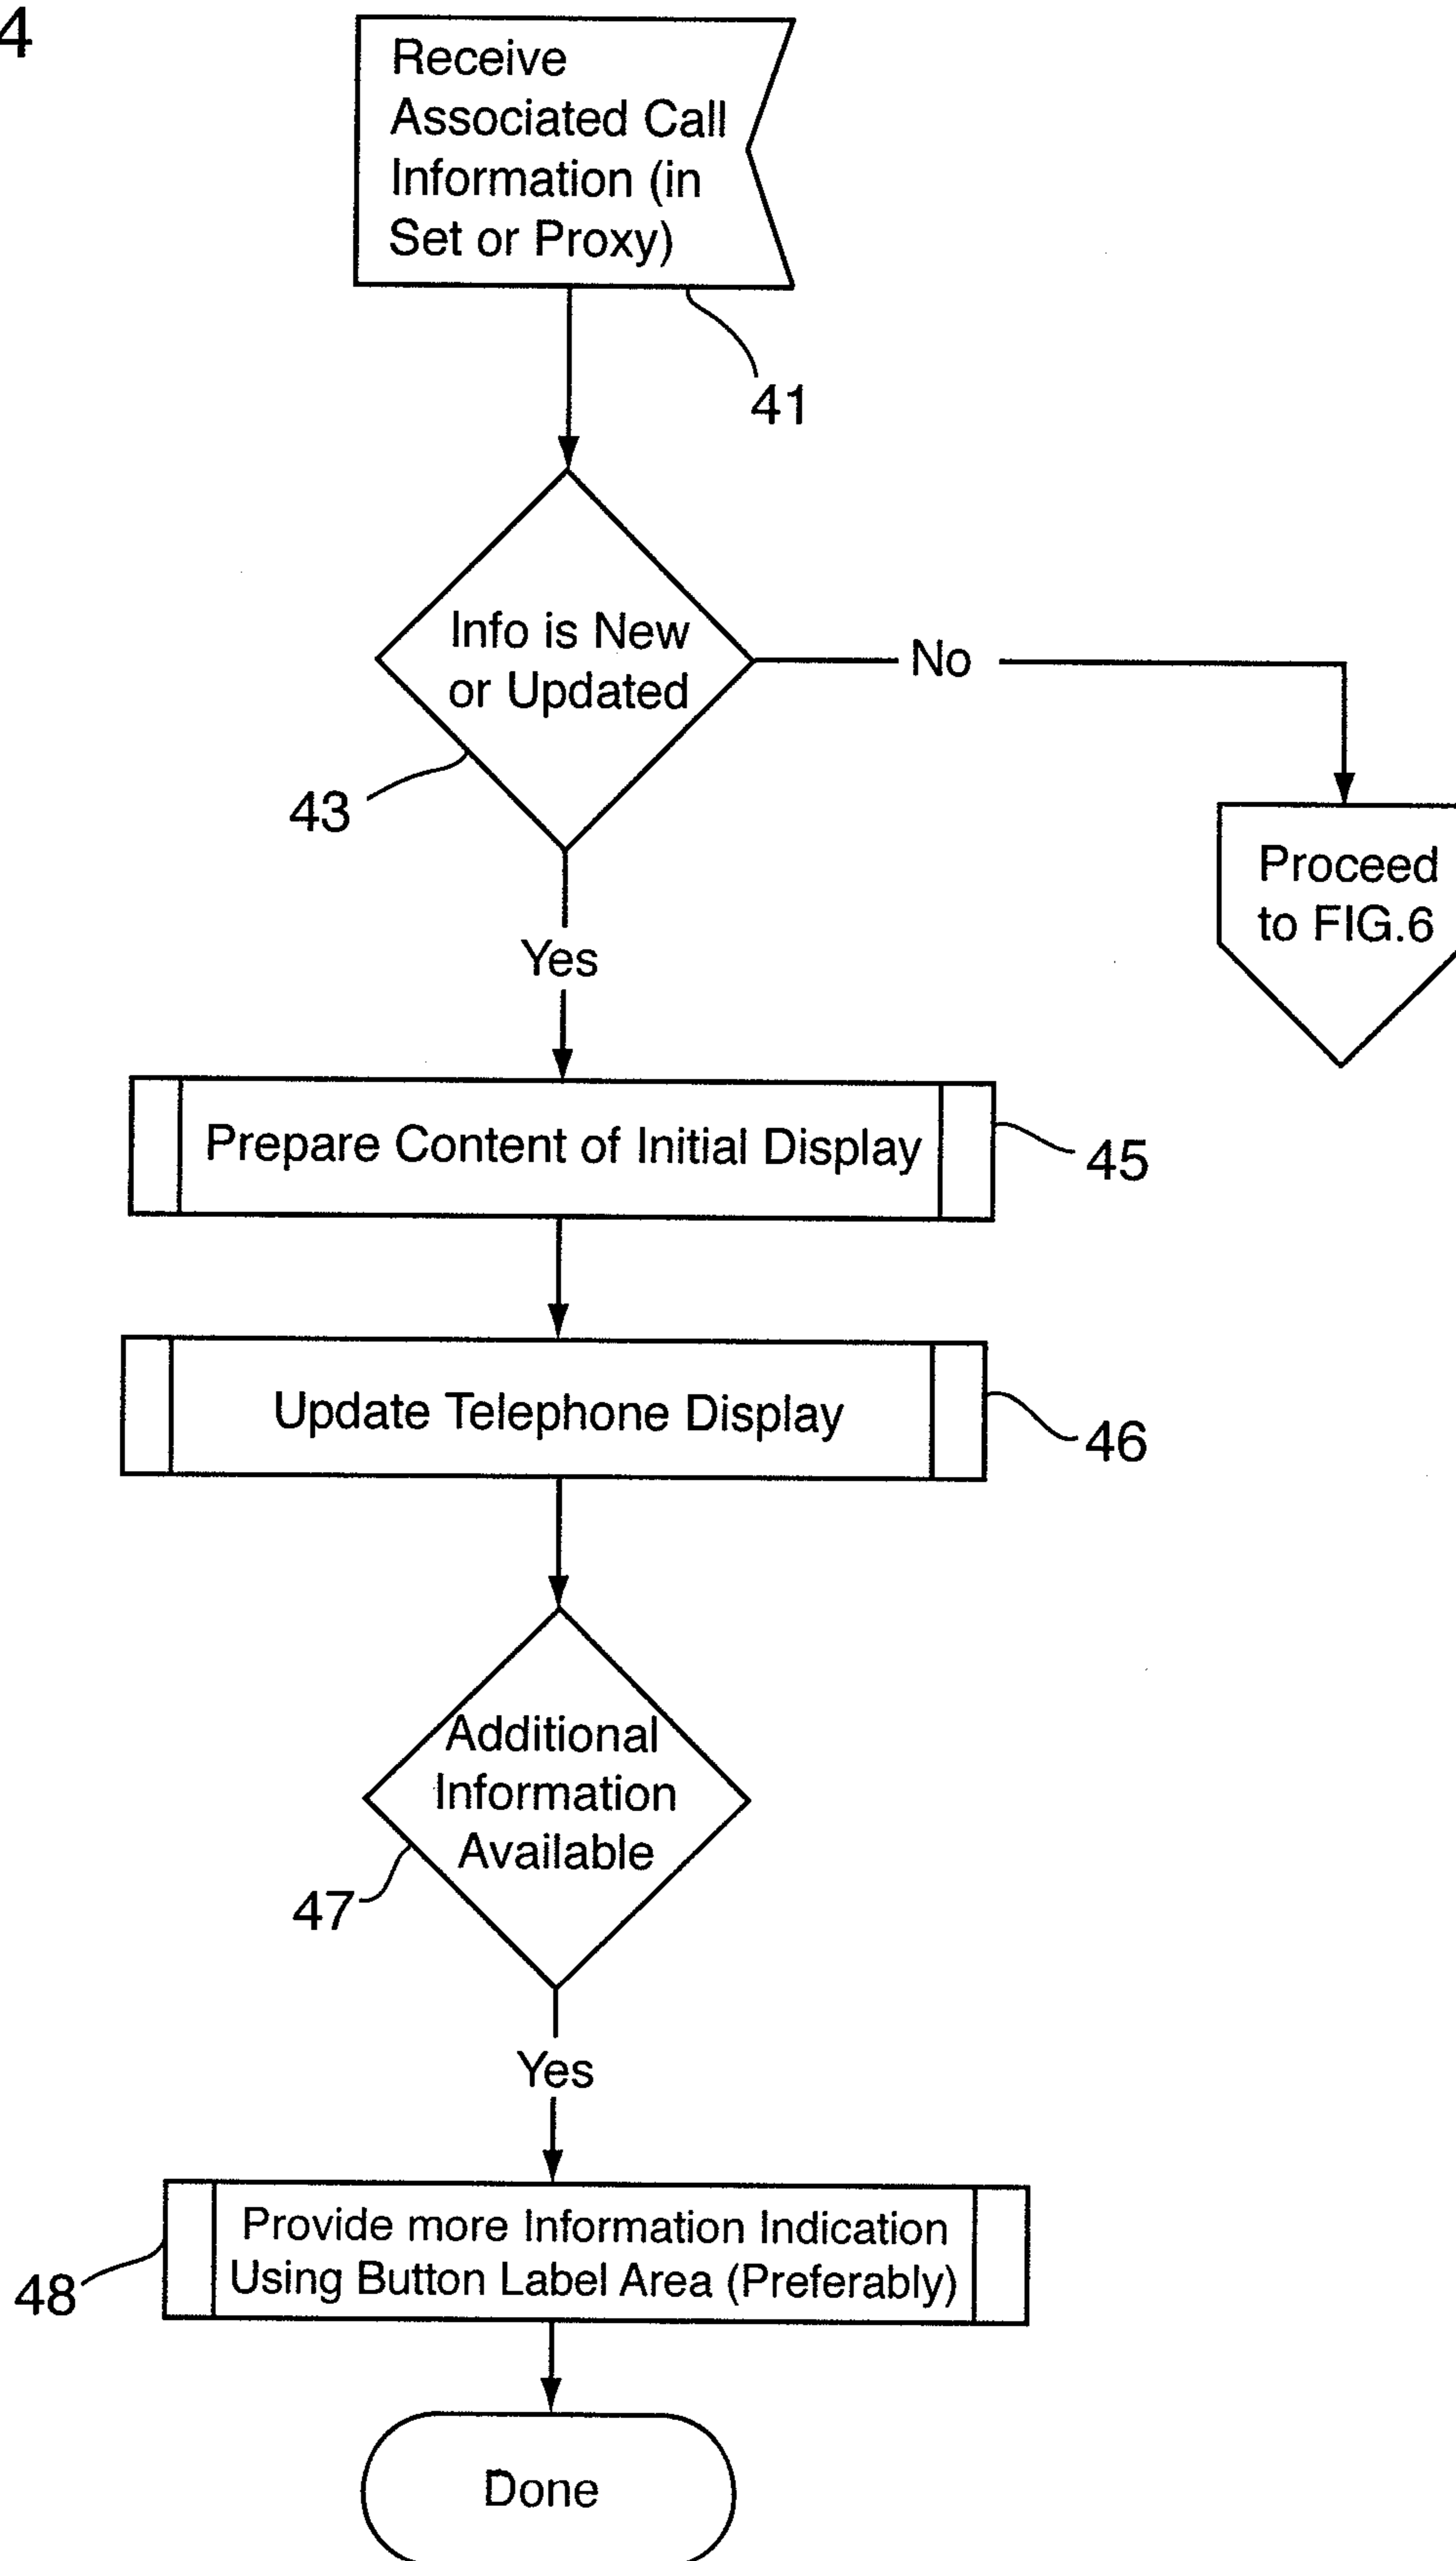 4
Receive
Associated Call
Information (in
Set or Proxy)
41
Info is New
or Updated
No
43
Proceed
to FIG.6
Yes
Prepare Content of Initial Display
45
Update Telephone Display
46
Additional
Information
Available
47
Yes
Provide more Information Indication
Using Button Label Area (Preferably)
48
Done